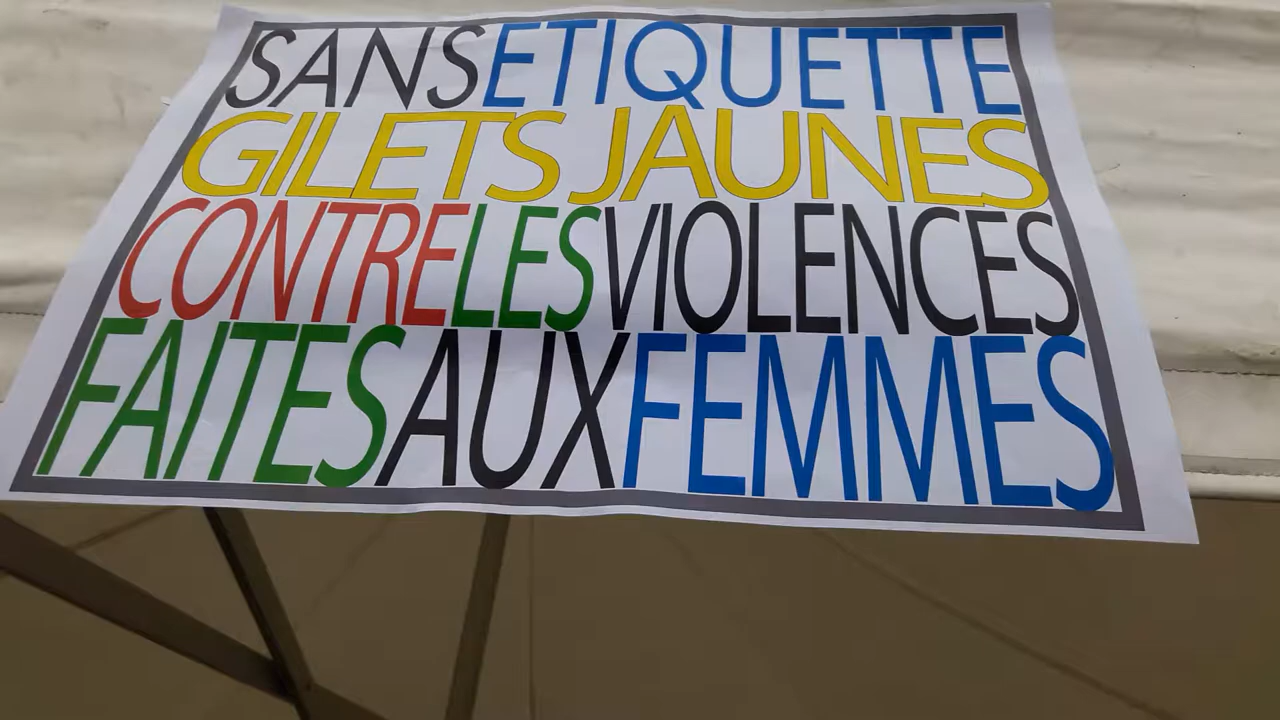 SANS ETIQUETTE
GILETS JAUNES
CONTRE LES VIOLENCES
FAITES AUX FEMMES